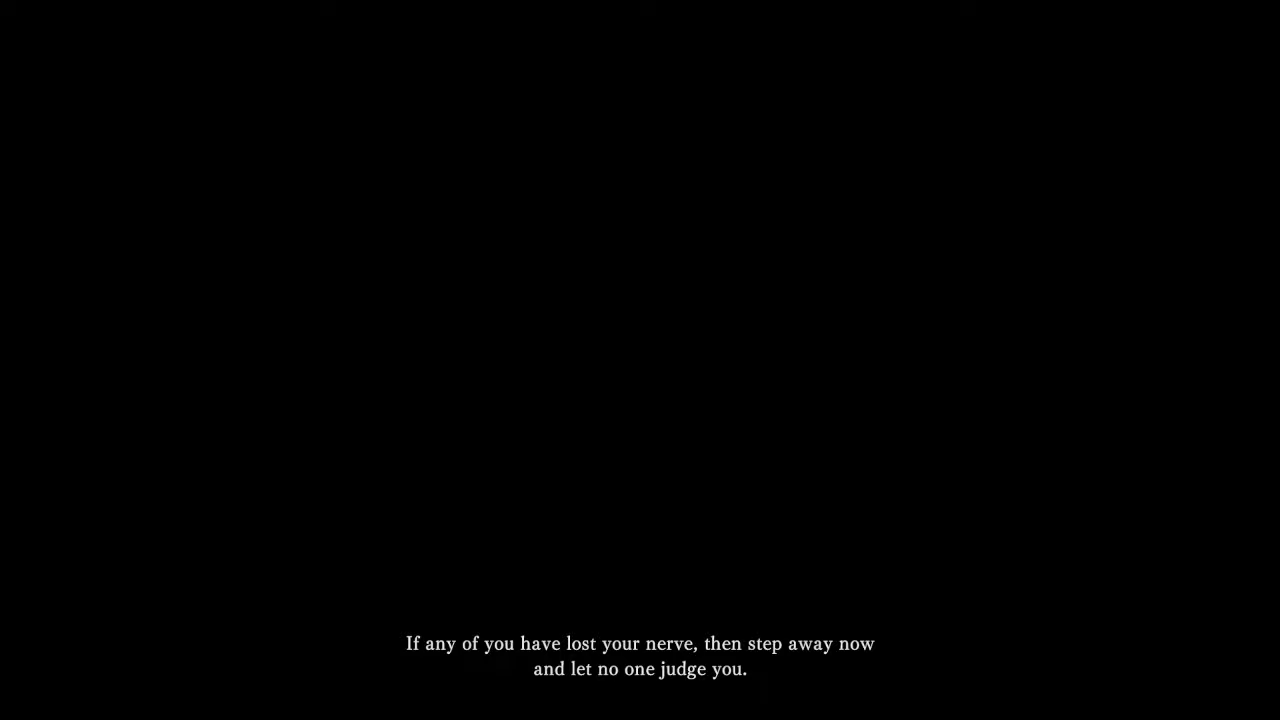 If any of you have lost your nerve, then step away now
and let no one judge you.